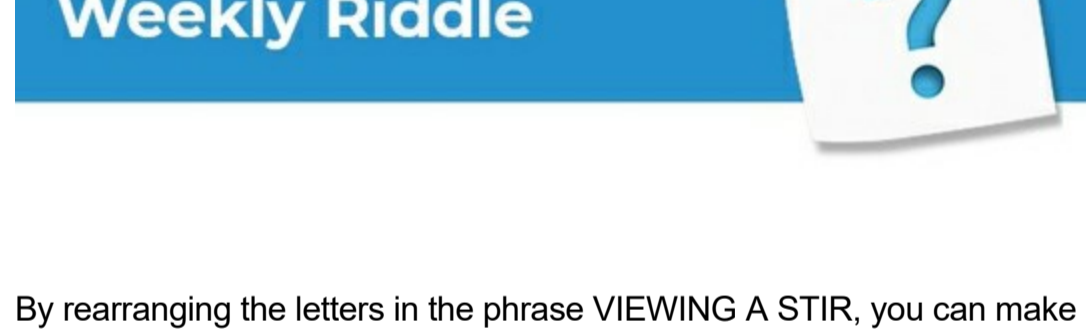 Weekly Riddle
?
By rearranging the letters in the phrase VIEWING A STIR, you can make